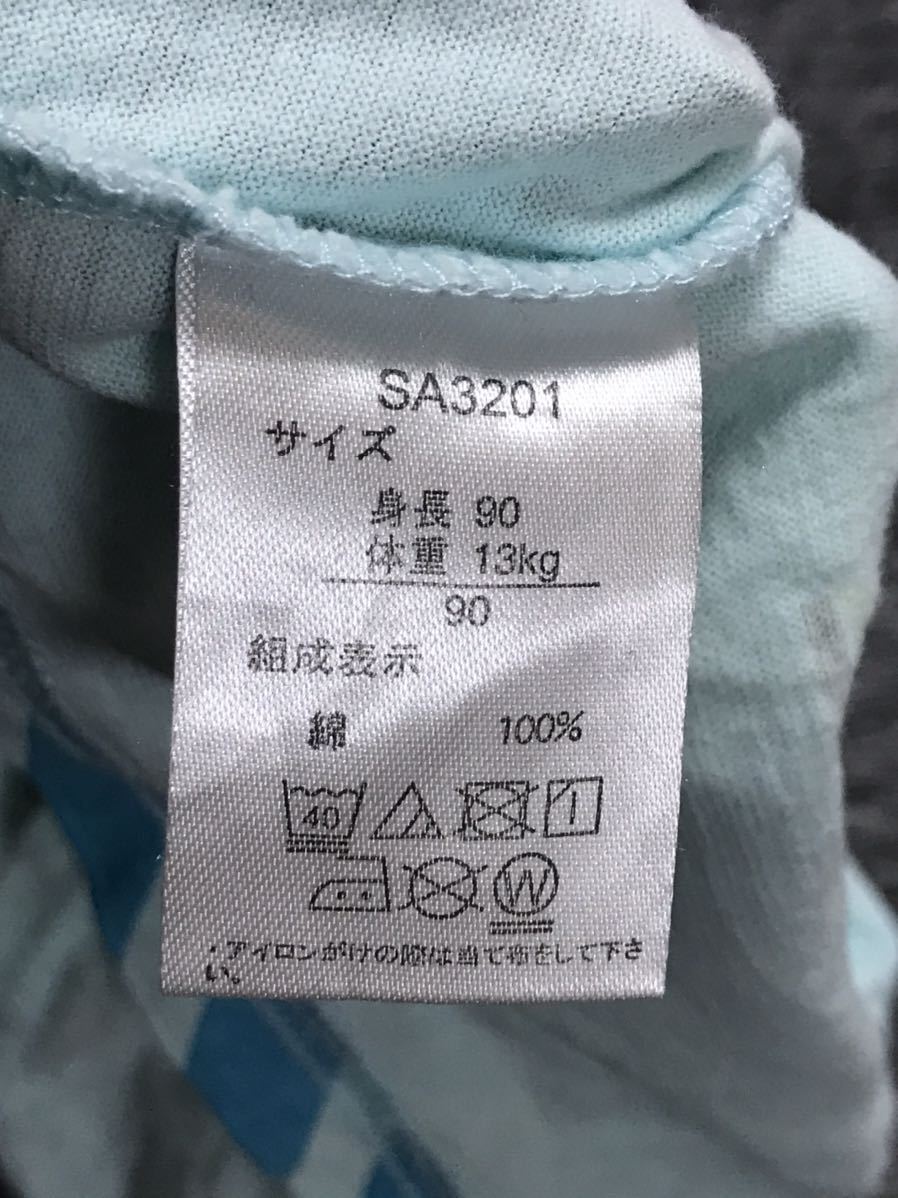 SA3201
サイズ
身長 90
体重 13kg
90
組成表示
綿 100%
40
W
・アイロンがけの際は当て布をして下さ
い。